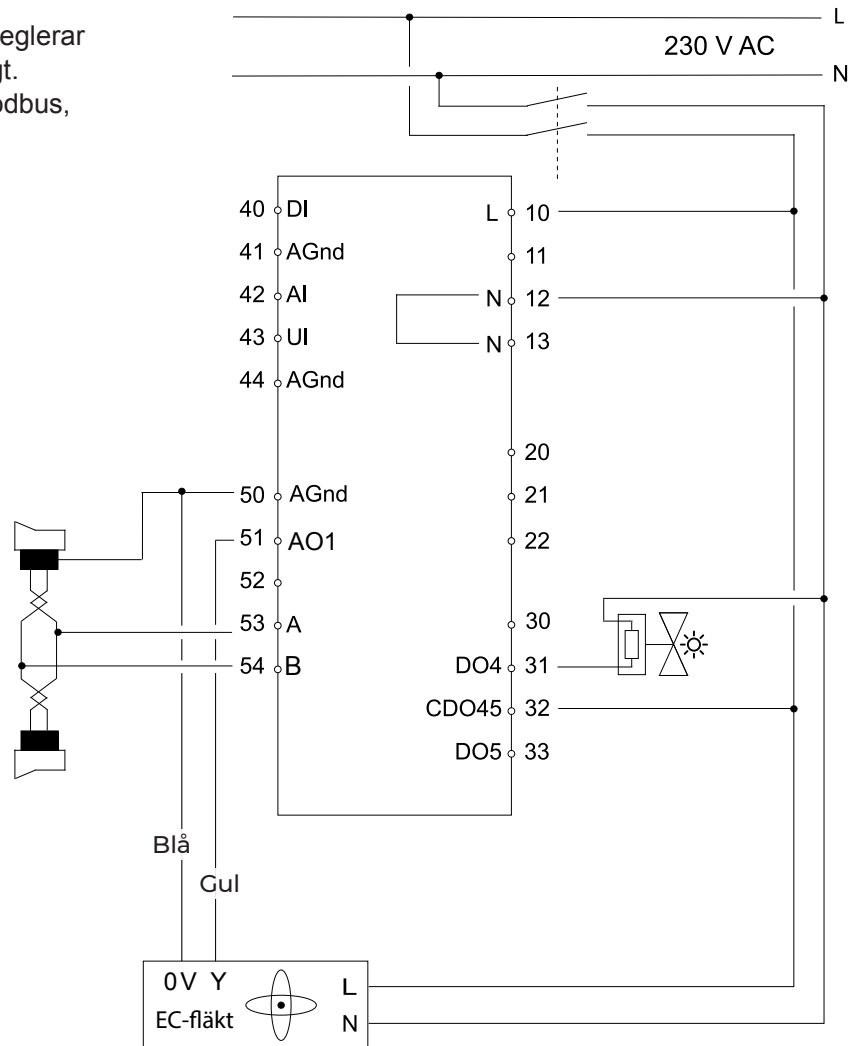 eglerar
gt.
odbus,
L
230 V AC
N
40 DI
41 AGnd
42 AI
43 UI
44 AGnd
50 AGnd
51 AO1
52
53 A
54 B
L 10
11
N 12
N 13
20
21
22
30
DO4 31
CDO45 32
DO5 33
Blå
Gul
0V Y
EC-fläkt
L
N